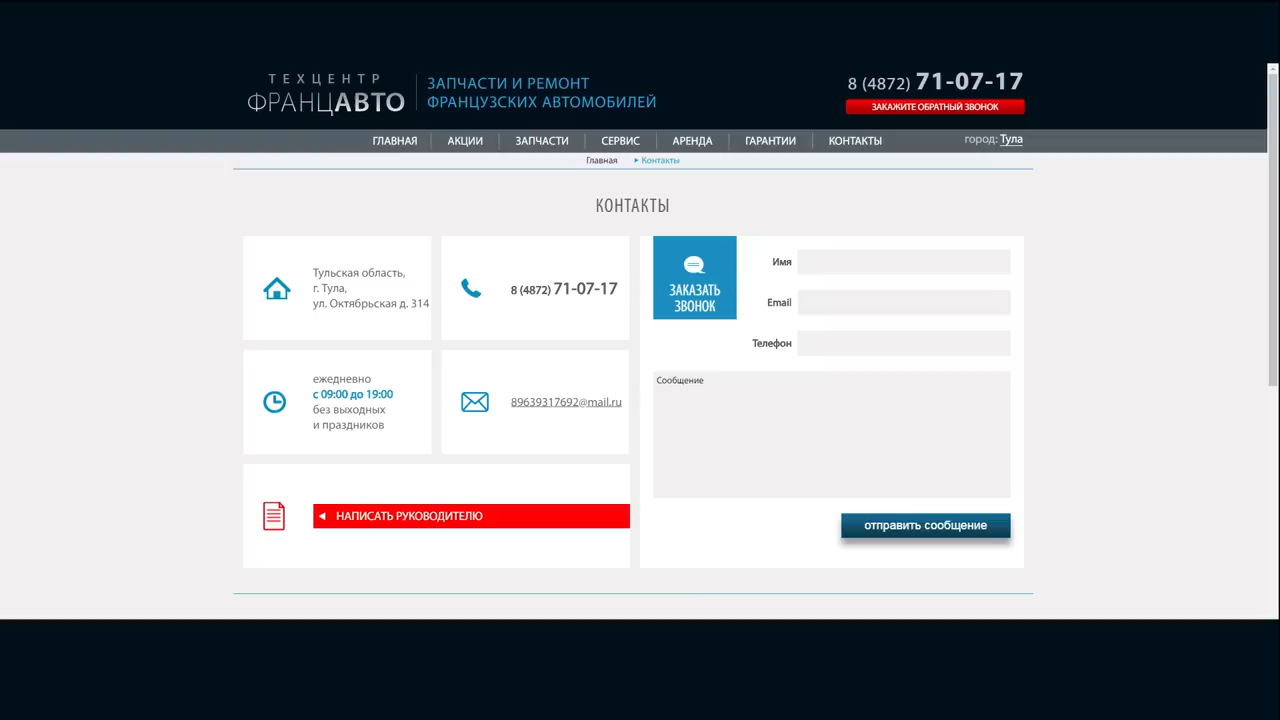 ТЕХЦЕНТР
ФРАНЦАВТО
ЗАПЧАСТИ И РЕМОНТ
ФРАНЦУЗСКИХ АВТОМОБИЛЕЙ
8 (4872) 71-07-17
ЗАКАЖИТЕ ОБРАТНЫЙ ЗВОНОК
ГЛАВНАЯ АКЦИИ ЗАПЧАСТИ СЕРВИС АРЕНДА ГАРАНТИИ КОНТАКТЫ город: Тула
Главная Контакты
КОНТАКТЫ
Тульская область,
г. Тула,
ул. Октябрьская д. 314
8 (4872) 71-07-17
ежедневно
с 09:00 до 19:00
без выходных
и праздников
89639317692@mail.ru
НАПИСАТЬ РУКОВОДИТЕЛЮ
ЗАКАЗАТЬ
ЗВОНОК
Имя
Email
Телефон
Сообщение
отправить сообщение